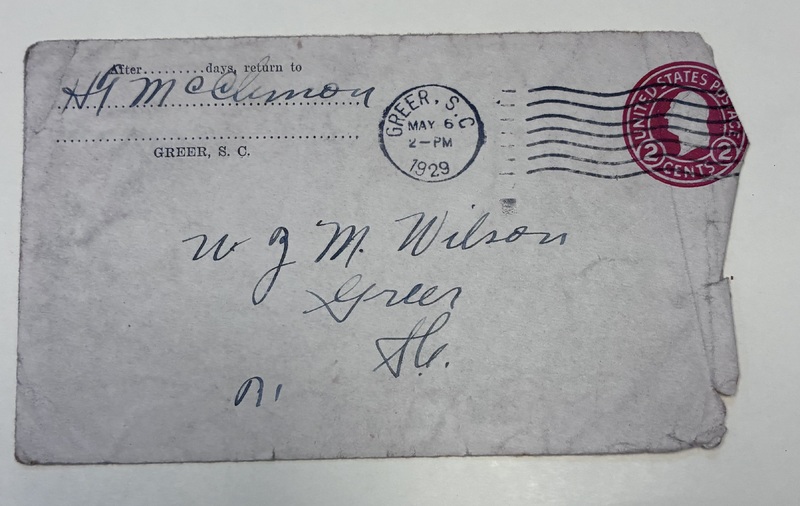 After.........days, return to
H T McClimon
GREER, S. C.
GREER, S.C.
MAY 6
2-PM
1929
UNITED STATES POSTAGE
2 CENTS 2
W J M. Wilson
Greer
S.C.